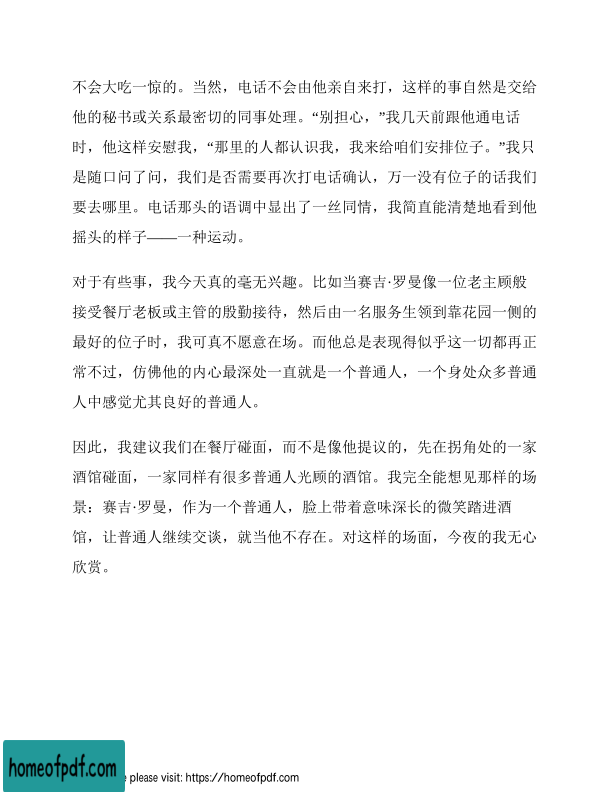 不会大吃一惊的。当然，电话不会由他亲自来打，这样的事自然是交给
他的秘书或关系最密切的同事处理。“别担心，”我几天前跟他通电话
时，他这样安慰我，“那里的人都认识我，我来给咱们安排位子。”我只
是随口问了问，我们是否需要再次打电话确认，万一没有位子的话我们
要去哪里。电话那头的语调中显出了一丝同情，我简直能清楚地看到他
摇头的样子——一种运动。
对于有些事，我今天真的毫无兴趣。比如当赛吉·罗曼像一位老主顾般
接受餐厅老板或主管的殷勤接待，然后由一名服务生领到靠花园一侧的
最好的位子时，我可真不愿意在场。而他总是表现得似乎这一切都再正
常不过，仿佛他的内心最深处一直就是一个普通人，一个身处众多普通
人中感觉尤其良好的普通人。
因此，我建议我们在餐厅碰面，而不是像他提议的，先在拐角处的一家
酒馆碰面，一家同样有很多普通人光顾的酒馆。我完全能想见那样的场
景：赛吉·罗曼，作为一个普通人，脸上带着意味深长的微笑踏进酒
馆，让普通人继续交谈，就当他不存在。对这样的场面，今夜的我无心
欣赏。
homeofpdf.com
e please visit: https://homeofpdf.com